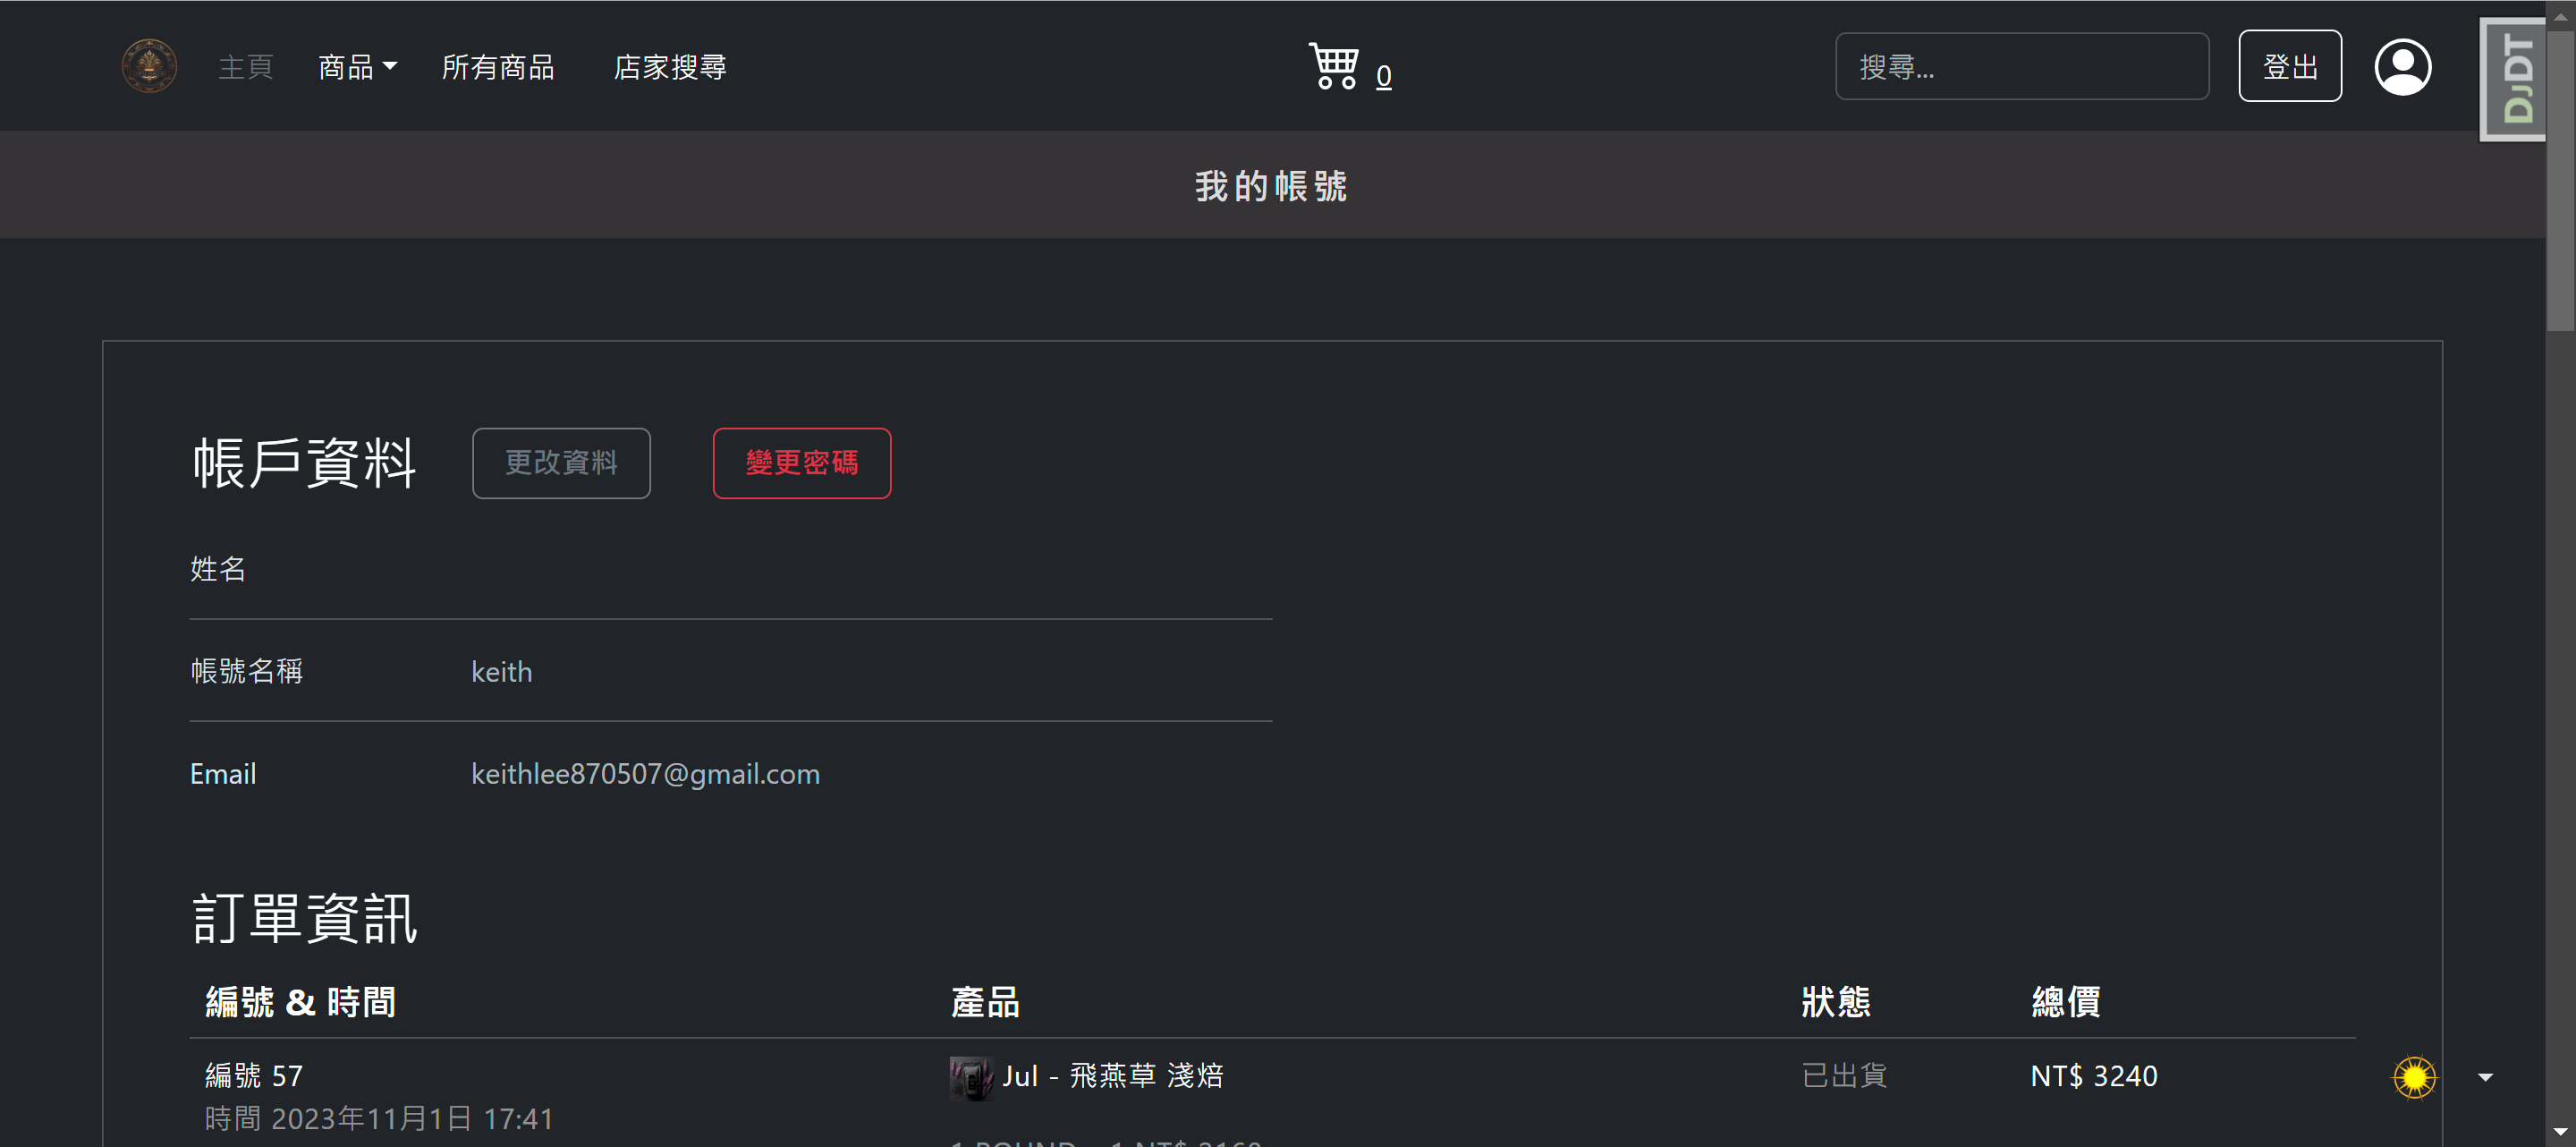 主頁 商品 所有商品 店家搜尋 0 搜尋... 登出
DJDT
我的帳號
帳戶資料 更改資料 變更密碼
姓名
帳號名稱 keith
Email keithlee870507@gmail.com
訂單資訊
編號 & 時間 產品 狀態 總價
編號 57 Jul - 飛燕草 淺焙 已出貨 NT$ 3240
時間 2023年11月1日 17:41